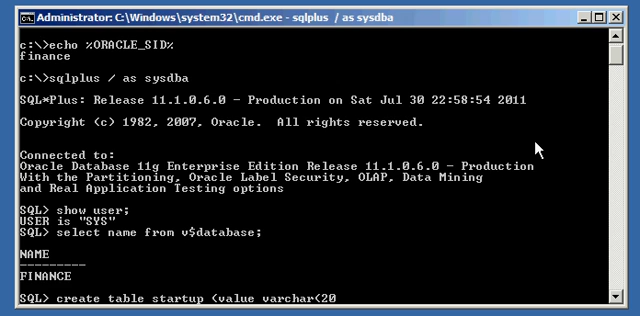 Administrator: C:\Windows\system32\cmd.exe - sqlplus / as sysdba
c:\>echo %ORACLE_SID%
finance
c:\>sqlplus / as sysdba
SQL*Plus: Release 11.1.0.6.0 - Production on Sat Jul 30 22:58:54 2011
Copyright (c) 1982, 2007, Oracle.  All rights reserved.
Connected to:
Oracle Database 11g Enterprise Edition Release 11.1.0.6.0 - Production
With the Partitioning, Oracle Label Security, OLAP, Data Mining
and Real Application Testing options
SQL> show user;
USER is "SYS"
SQL> select name from v$database;
NAME
---------
FINANCE
SQL> create table startup (value varchar(20